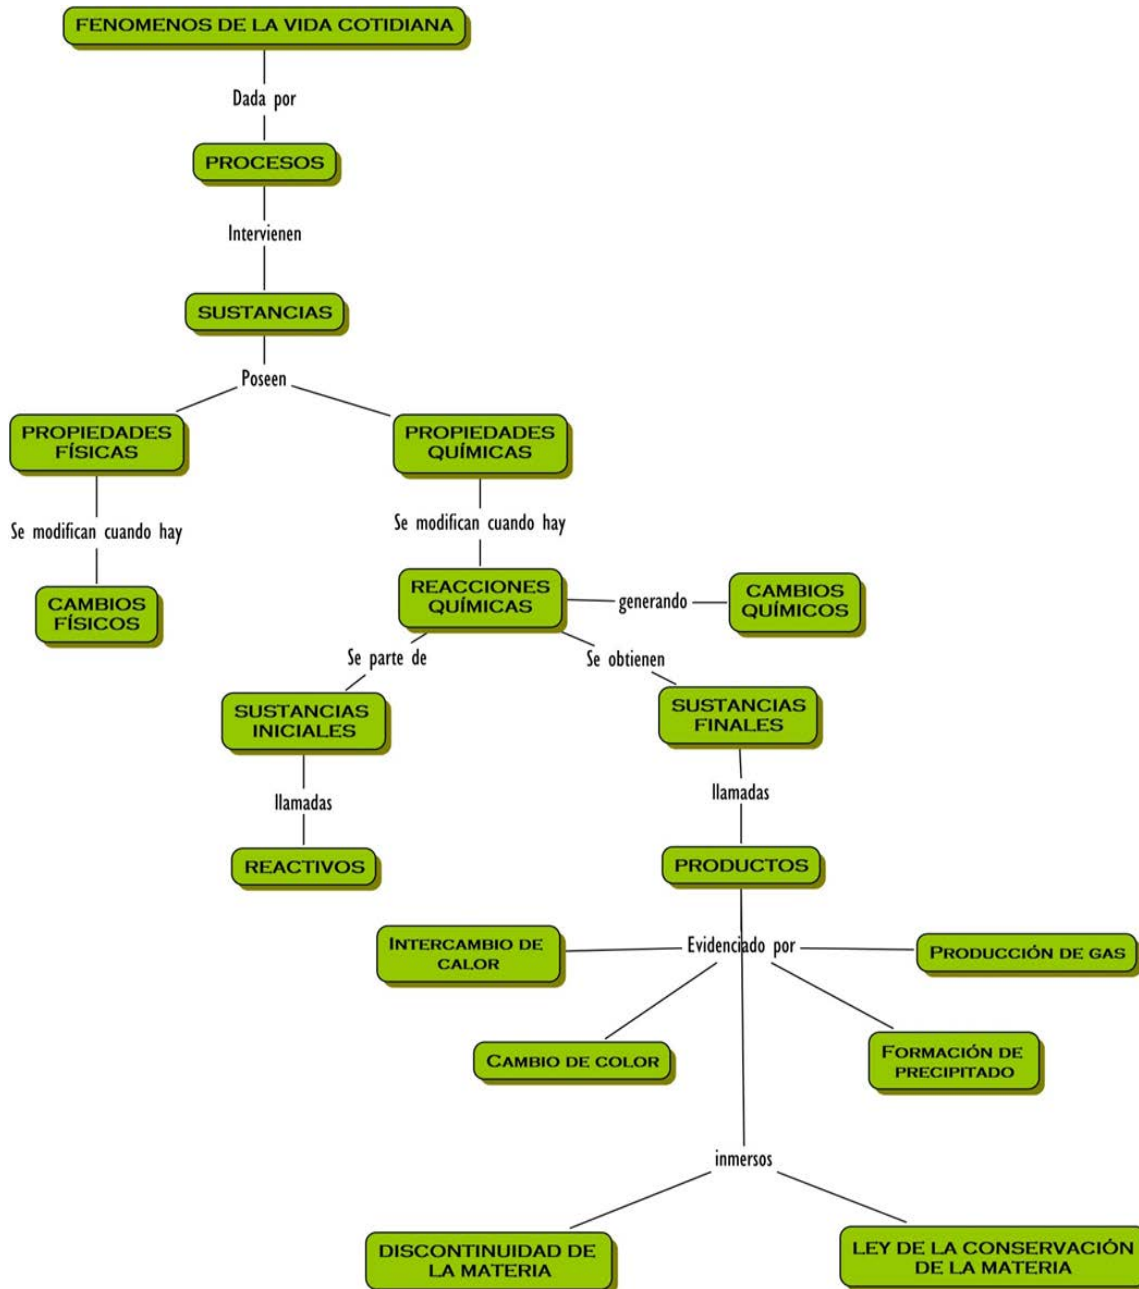 FENOMENOS DE LA VIDA COTIDIANA
Dada por
PROCESOS
Intervienen
SUSTANCIAS
Poseen
PROPIEDADES
FÍSICAS
PROPIEDADES
QUÍMICAS
Se modifican cuando hay
Se modifican cuando hay
CAMBIOS
FÍSICOS
REACCIONES
QUÍMICAS
generando
CAMBIOS
QUÍMICOS
Se parte de
Se obtienen
SUSTANCIAS
INICIALES
SUSTANCIAS
FINALES
llamadas
llamadas
REACTIVOS
PRODUCTOS
Evidenciado por
INTERCAMBIO DE
CALOR
PRODUCCIÓN DE GAS
CAMBIO DE COLOR
FORMACIÓN DE
PRECIPITADO
inmersos
DISCONTINUIDAD DE
LA MATERIA
LEY DE LA CONSERVACIÓN
DE LA MATERIA